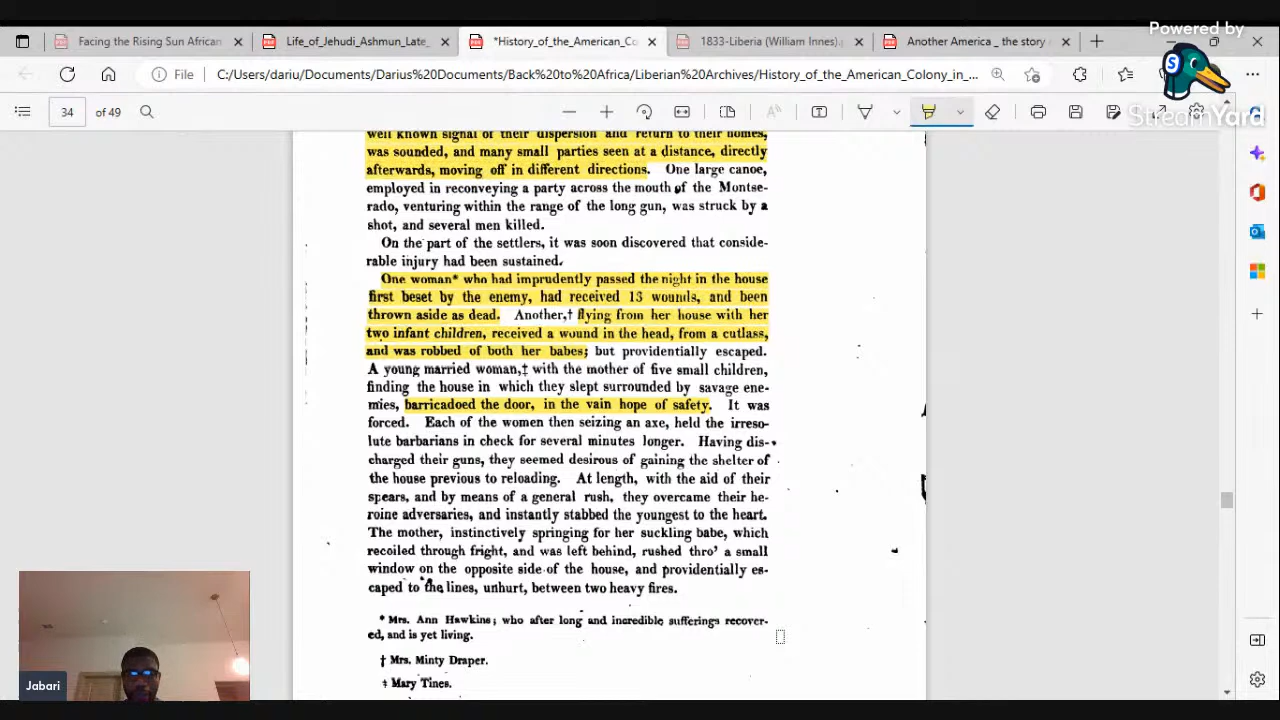 Powered by
StreamYard
Facing the Rising Sun African
Life_of_Jehudi_Ashmun_Late_
*History_of_the_American_Co
1833-Liberia (William Innes).p
Another America _ the story
File
C:/Users/dariu/Documents/Darius%20Documents/Back%20to%20Africa/Liberian%20Archives/History_of_the_American_Colony_in_...
34 of 49
well known signal of their dispersion and return to their homes,
was sounded, and many small parties seen at a distance, directly
afterwards, moving off in different directions. One large canoe,
employed in reconveying a party across the mouth of the Montse-
rado, venturing within the range of the long gun, was struck by a
shot, and several men killed.
On the part of the settlers, it was soon discovered that conside-
rable injury had been sustained.
One woman* who had imprudently passed the night in the house
first beset by the enemy, had received 13 wounds, and been
thrown aside as dead. Another,† flying from her house with her
two infant children, received a wound in the head, from a cutlass,
and was robbed of both her babes; but providentially escaped.
A young married woman,‡ with the mother of five small children,
finding the house in which they slept surrounded by savage ene-
mies, barricadoed the door, in the vain hope of safety. It was
forced. Each of the women then seizing an axe, held the irreso-
lute barbarians in check for several minutes longer. Having dis-
charged their guns, they seemed desirous of gaining the shelter of
the house previous to reloading. At length, with the aid of their
spears, and by means of a general rush, they overcame their he-
roine adversaries, and instantly stabbed the youngest to the heart.
The mother, instinctively springing for her suckling babe, which
recoiled through fright, and was left behind, rushed thro' a small
window on the opposite side of the house, and providentially es-
caped to the lines, unhurt, between two heavy fires.
* Mrs. Ann Hawkins; who after long and incredible sufferings recover-
ed, and is yet living.
† Mrs. Minty Draper.
‡ Mary Tines.
Jabari